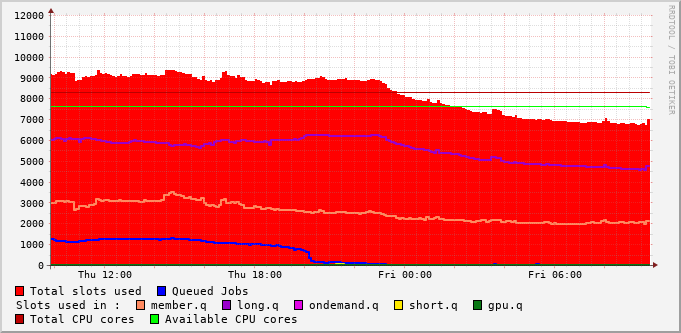 12000
11000
10000
9000
8000
7000
6000
5000
4000
3000
2000
1000
0
Thu 12:00 Thu 18:00 Fri 00:00 Fri 06:00
Total slots used Queued Jobs
Slots used in : member.q long.q ondemand.q short.q gpu.q
Total CPU cores Available CPU cores
RRDTOOL / TOBI OETIKER